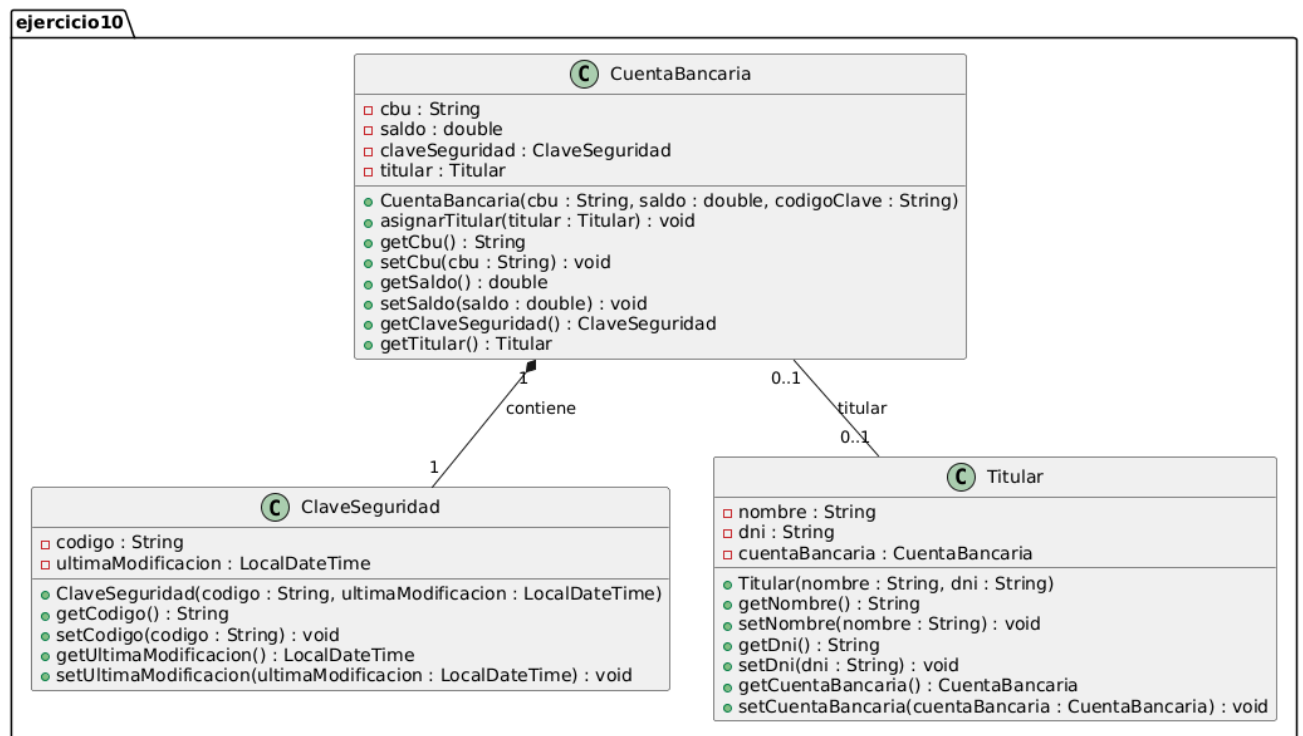 ejercicio10
C CuentaBancaria
cbu : String
saldo : double
claveSeguridad : ClaveSeguridad
titular : Titular
CuentaBancaria(cbu : String, saldo : double, codigoClave : String)
asignarTitular(titular : Titular) : void
getCbu() : String
setCbu(cbu : String) : void
getSaldo() : double
setSaldo(saldo : double) : void
getClaveSeguridad() : ClaveSeguridad
getTitular() : Titular
1
0..1
contiene
titular
1
0..1
C ClaveSeguridad
codigo : String
ultimaModificacion : LocalDateTime
ClaveSeguridad(codigo : String, ultimaModificacion : LocalDateTime)
getCodigo() : String
setCodigo(codigo : String) : void
getUltimaModificacion() : LocalDateTime
setUltimaModificacion(ultimaModificacion : LocalDateTime) : void
C Titular
nombre : String
dni : String
cuentaBancaria : CuentaBancaria
Titular(nombre : String, dni : String)
getNombre() : String
setNombre(nombre : String) : void
getDni() : String
setDni(dni : String) : void
getCuentaBancaria() : CuentaBancaria
setCuentaBancaria(cuentaBancaria : CuentaBancaria) : void